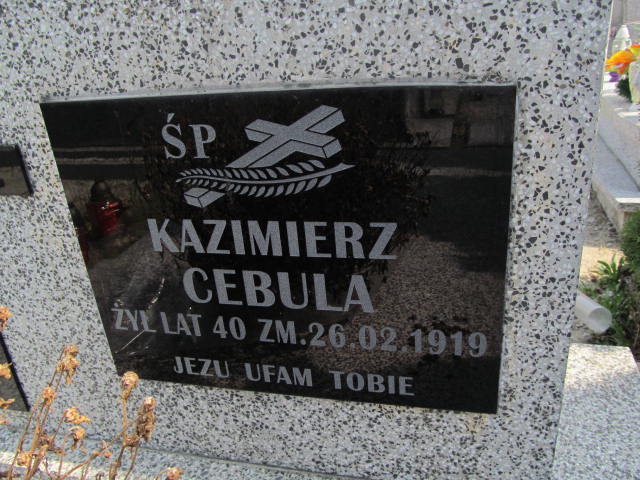 ŚP
KAZIMIERZ
CEBULA
ŻYŁ LAT 40 ZM.26 02.1919
JEZU UFAM TOBIE